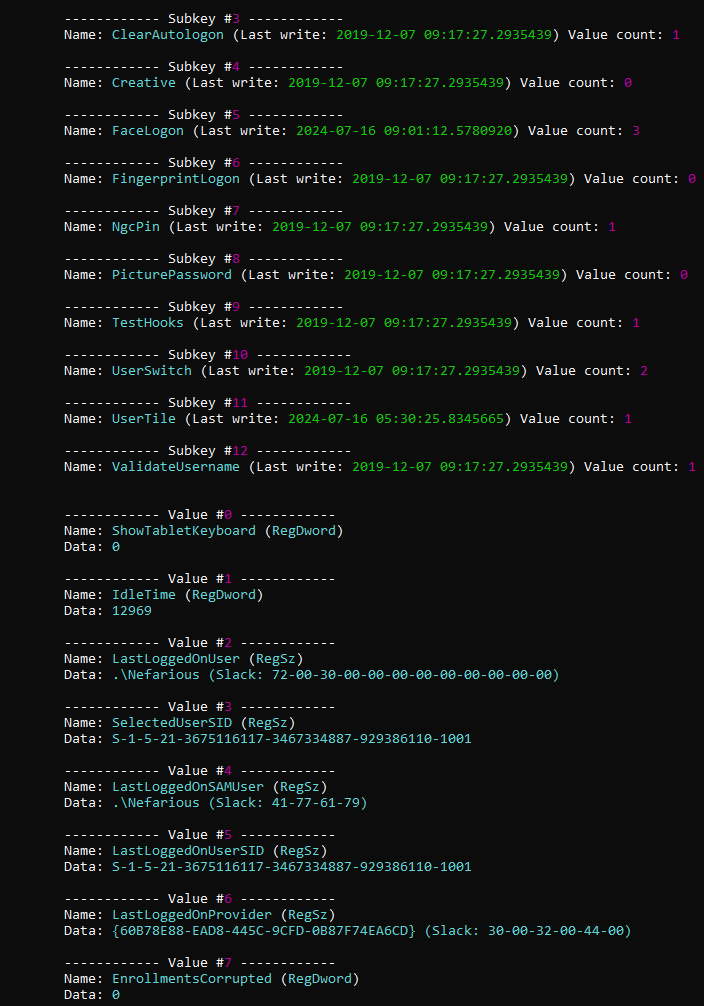 ------------ Subkey #3 ------------
Name: ClearAutologon (Last write: 2019-12-07 09:17:27.2935439) Value count: 1
------------ Subkey #4 ------------
Name: Creative (Last write: 2019-12-07 09:17:27.2935439) Value count: 0
------------ Subkey #5 ------------
Name: FaceLogon (Last write: 2024-07-16 09:01:12.5780920) Value count: 3
------------ Subkey #6 ------------
Name: FingerprintLogon (Last write: 2019-12-07 09:17:27.2935439) Value count: 0
------------ Subkey #7 ------------
Name: NgcPin (Last write: 2019-12-07 09:17:27.2935439) Value count: 1
------------ Subkey #8 ------------
Name: PicturePassword (Last write: 2019-12-07 09:17:27.2935439) Value count: 0
------------ Subkey #9 ------------
Name: TestHooks (Last write: 2019-12-07 09:17:27.2935439) Value count: 1
------------ Subkey #10 ------------
Name: UserSwitch (Last write: 2019-12-07 09:17:27.2935439) Value count: 2
------------ Subkey #11 ------------
Name: UserTile (Last write: 2024-07-16 05:30:25.8345665) Value count: 1
------------ Subkey #12 ------------
Name: ValidateUsername (Last write: 2019-12-07 09:17:27.2935439) Value count: 1
------------ Value #0 ------------
Name: ShowTabletKeyboard (RegDword)
Data: 0
------------ Value #1 ------------
Name: IdleTime (RegDword)
Data: 12969
------------ Value #2 ------------
Name: LastLoggedOnUser (RegSz)
Data: .\Nefarious (Slack: 72-00-30-00-00-00-00-00-00-00-00-00)
------------ Value #3 ------------
Name: SelectedUserSID (RegSz)
Data: S-1-5-21-3675116117-3467334887-929386110-1001
------------ Value #4 ------------
Name: LastLoggedOnSAMUser (RegSz)
Data: .\Nefarious (Slack: 41-77-61-79)
------------ Value #5 ------------
Name: LastLoggedOnUserSID (RegSz)
Data: S-1-5-21-3675116117-3467334887-929386110-1001
------------ Value #6 ------------
Name: LastLoggedOnProvider (RegSz)
Data: {60B78E88-EAD8-445C-9CFD-0B87F74EA6CD} (Slack: 30-00-32-00-44-00)
------------ Value #7 ------------
Name: EnrollmentsCorrupted (RegDword)
Data: 0